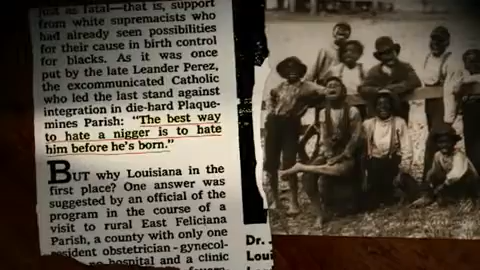 just as fatal—that is, support
from white supremacists who
had already seen possibilities
for their cause in birth control
for blacks. As it was once
put by the late Leander Perez,
the excommunicated Catholic
who led the last stand against
integration in die-hard Plaque-
mines Parish: “The best way
to hate a nigger is to hate
him before he's born.”
BUT why Louisiana in the
first place? One answer was
suggested by an official of the
program in the course of a
visit to rural East Feliciana
Parish, a county with only one
resident obstetrician-gynecol-
no hospital and a clinic
Dr.
Loui